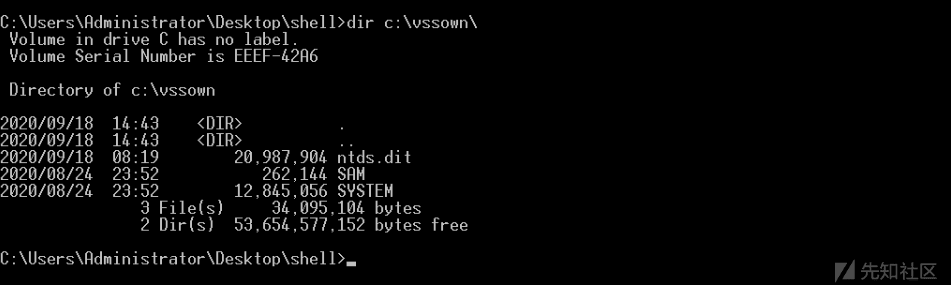 C:\Users\Administrator\Desktop\shell>dir c:\vssown\
 Volume in drive C has no label.
 Volume Serial Number is EEEF-42A6
 Directory of c:\vssown
2020/09/18  14:43    <DIR>          .
2020/09/18  14:43    <DIR>          ..
2020/09/18  08:19        20,987,904 ntds.dit
2020/08/24  23:52           262,144 SAM
2020/08/24  23:52        12,845,056 SYSTEM
               3 File(s)     34,095,104 bytes
               2 Dir(s)  53,654,577,152 bytes free
C:\Users\Administrator\Desktop\shell>_
先知社区